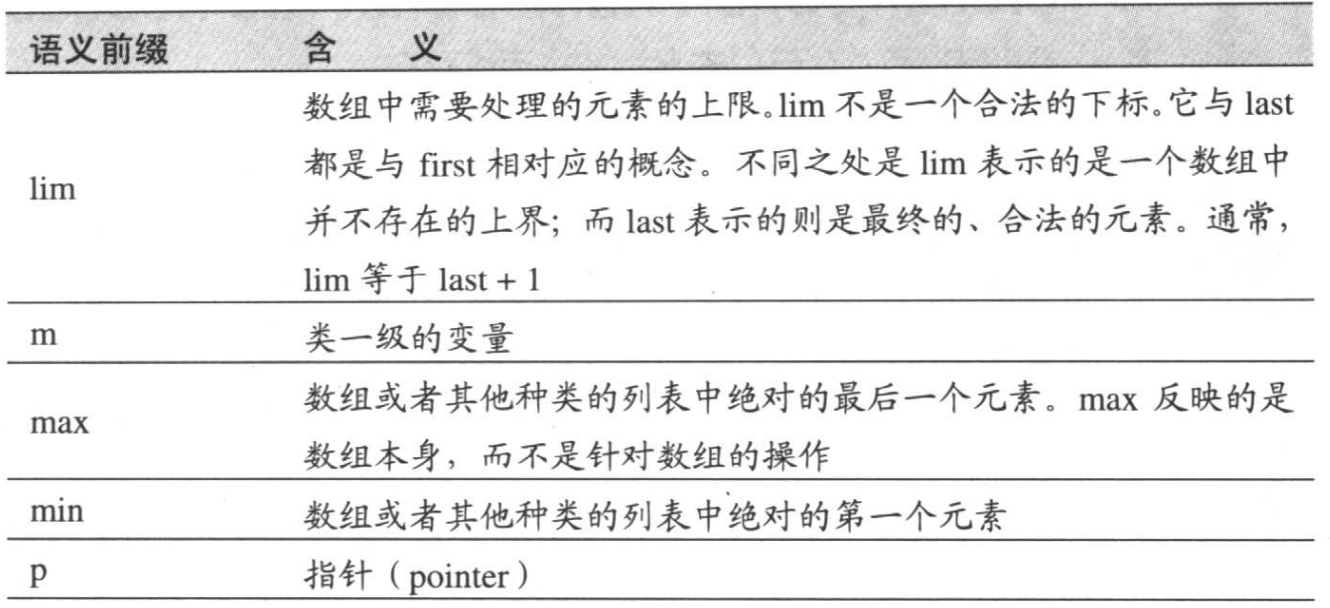 语义前缀 含 义
数组中需要处理的元素的上限。lim 不是一个合法的下标。它与 last
都是与 first 相对应的概念。不同之处是 lim 表示的是一个数组中
lim
并不存在的上界；而 last 表示的则是最终的、合法的元素。通常，
lim 等于 last + 1
m 类一级的变量
数组或者其他种类的列表中绝对的最后一个元素。max 反映的是
max
数组本身，而不是针对数组的操作
min 数组或者其他种类的列表中绝对的第一个元素
p 指针（pointer）